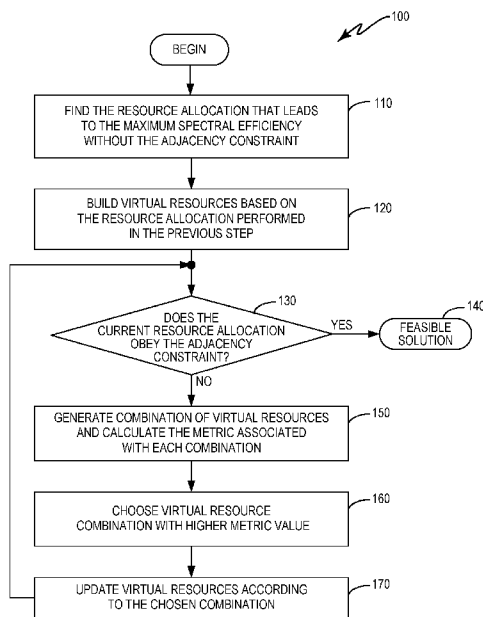 100
BEGIN
110
FIND THE RESOURCE ALLOCATION THAT LEADS
TO THE MAXIMUM SPECTRAL EFFICIENCY
WITHOUT THE ADJACENCY CONSTRAINT
120
BUILD VIRTUAL RESOURCES BASED ON
THE RESOURCE ALLOCATION PERFORMED
IN THE PREVIOUS STEP
130
DOES THE
CURRENT RESOURCE ALLOCATION
OBEY THE ADJACENCY
CONSTRAINT?
YES
140
FEASIBLE
SOLUTION
NO
150
GENERATE COMBINATION OF VIRTUAL RESOURCES
AND CALCULATE THE METRIC ASSOCIATED
WITH EACH COMBINATION
160
CHOOSE VIRTUAL RESOURCE
COMBINATION WITH HIGHER METRIC VALUE
170
UPDATE VIRTUAL RESOURCES ACCORDING
TO THE CHOSEN COMBINATION